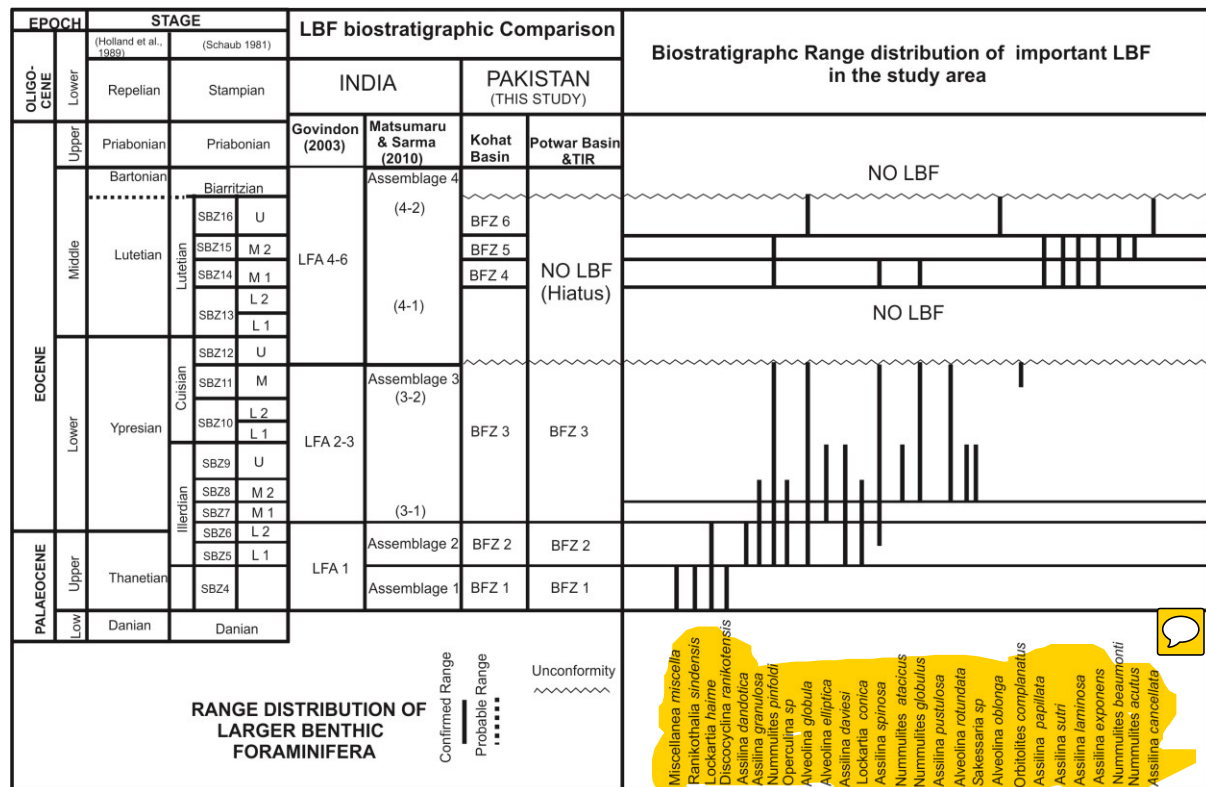 EPOCH
STAGE
LBF biostratigraphic Comparison
Biostratigraphc Range distribution of important LBF
in the study area
(Holland et al.,
1989)
(Schaub 1981)
OLIGO-
CENE
Lower
Repelian
Stampian
INDIA
PAKISTAN
(THIS STUDY)
Upper
Priabonian
Priabonian
Govindon
(2003)
Matsumaru
& Sarma
(2010)
Kohat
Basin
Potwar Basin
&TIR
EOCENE
Middle
Bartonian
Biarritzian
Assemblage 4
(4-2)
NO LBF
Lutetian
Lutetian
SBZ16
U
BFZ 6
SBZ15
M 2
LFA 4-6
BFZ 5
SBZ14
M 1
BFZ 4
NO LBF
(Hiatus)
SBZ13
L 2
L 1
(4-1)
NO LBF
Lower
Ypresian
Cuisian
SBZ12
U
SBZ11
M
Assemblage 3
(3-2)
SBZ10
L 2
L 1
LFA 2-3
BFZ 3
BFZ 3
Illerdian
SBZ9
U
SBZ8
M 2
SBZ7
M 1
(3-1)
SBZ6
L 2
SBZ5
L 1
Assemblage 2
BFZ 2
BFZ 2
PALAEOCENE
Upper
Thanetian
LFA 1
SBZ4
Assemblage 1
BFZ 1
BFZ 1
Low
Danian
Danian
RANGE DISTRIBUTION OF
LARGER BENTHIC
FORAMINIFERA
Confirmed Range
Probable Range
Unconformity
Miscellanea miscella
Ranikothalia sindensis
Lockartia haime
Discocyclina ranikotensis
Assilina dandotica
Assilina granulosa
Nummulites pinfoldi
Operculina sp
Alveolina globula
Alveolina elliptica
Assilina daviesi
Lockartia conica
Assilina spinosa
Nummulites atacicus
Nummulites globulus
Assilina pustulosa
Alveolina rotundata
Sakessaria sp
Alveolina oblonga
Orbitolites complanatus
Assilina papillata
Assilina sutri
Assilina laminosa
Assilina exponens
Nummulites beaumonti
Nummulites acutus
Assilina cancellata